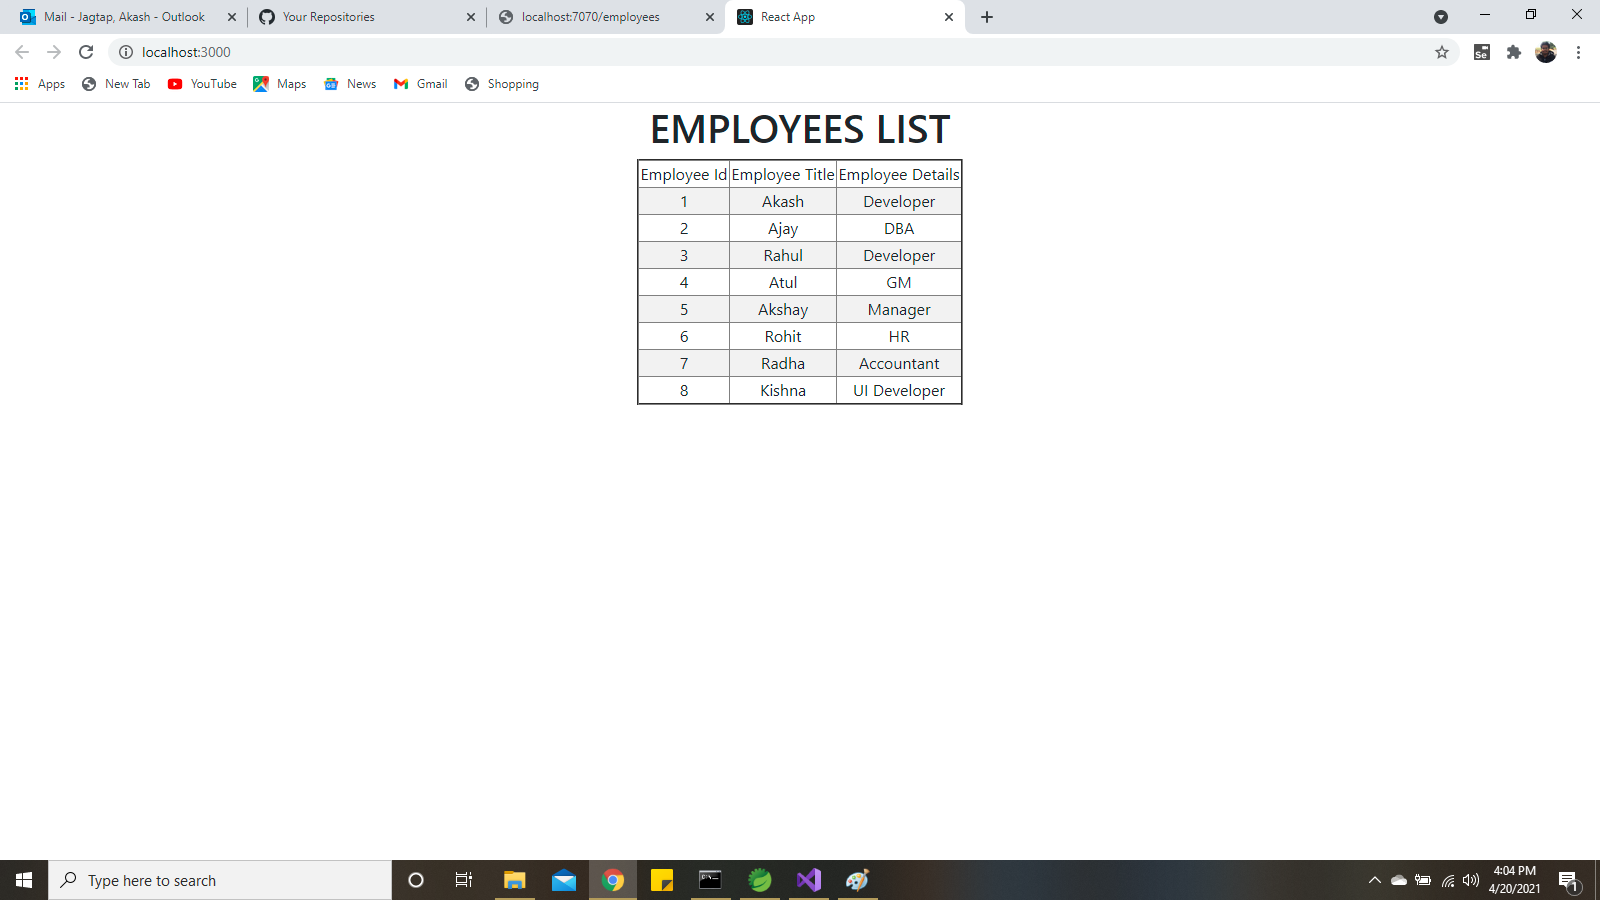 Mail - Jagtap, Akash - Outlook Your Repositories localhost:7070/employees React App
localhost:3000 Se
Apps New Tab YouTube Maps News Gmail Shopping
EMPLOYEES LIST
Employee Id Employee Title Employee Details
1 Akash Developer
2 Ajay DBA
3 Rahul Developer
4 Atul GM
5 Akshay Manager
6 Rohit HR
7 Radha Accountant
8 Kishna UI Developer
Type here to search
4:04 PM
4/20/2021
1